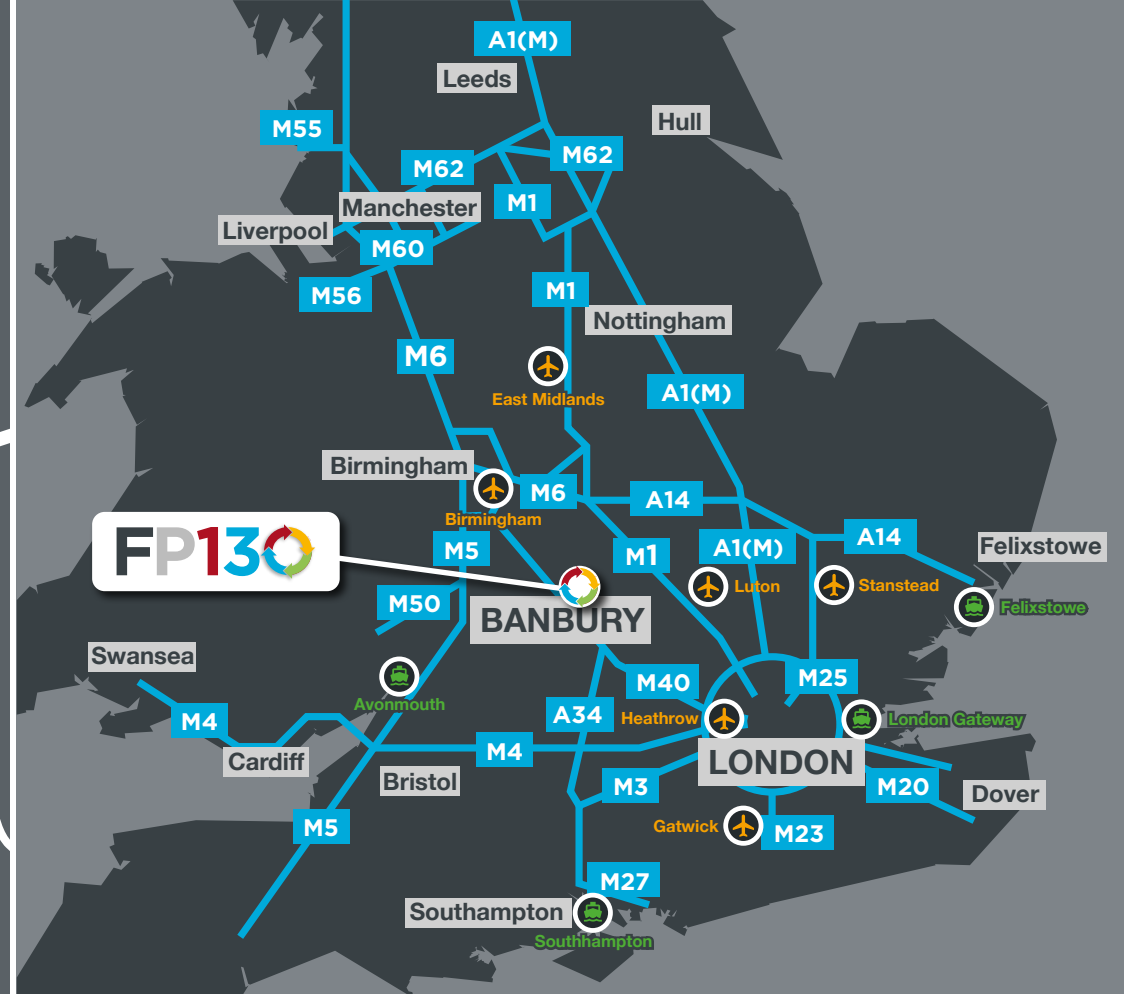 A1(M)
Leeds
Hull
M55
M62
M62
M1
Manchester
Liverpool
M60
M56
M1
Nottingham
M6
East Midlands
A1(M)
Birmingham
M6
A14
Birmingham
M5
M1
A1(M)
A14
Felixstowe
FP130
Luton
Stanstead
M50
Felixstowe
BANBURY
Swansea
M40
M25
Avonmouth
M4
A34
Heathrow
London Gateway
M4
Cardiff
LONDON
Bristol
M3
M20
Dover
M5
Gatwick
M23
M27
Southampton
Southhampton